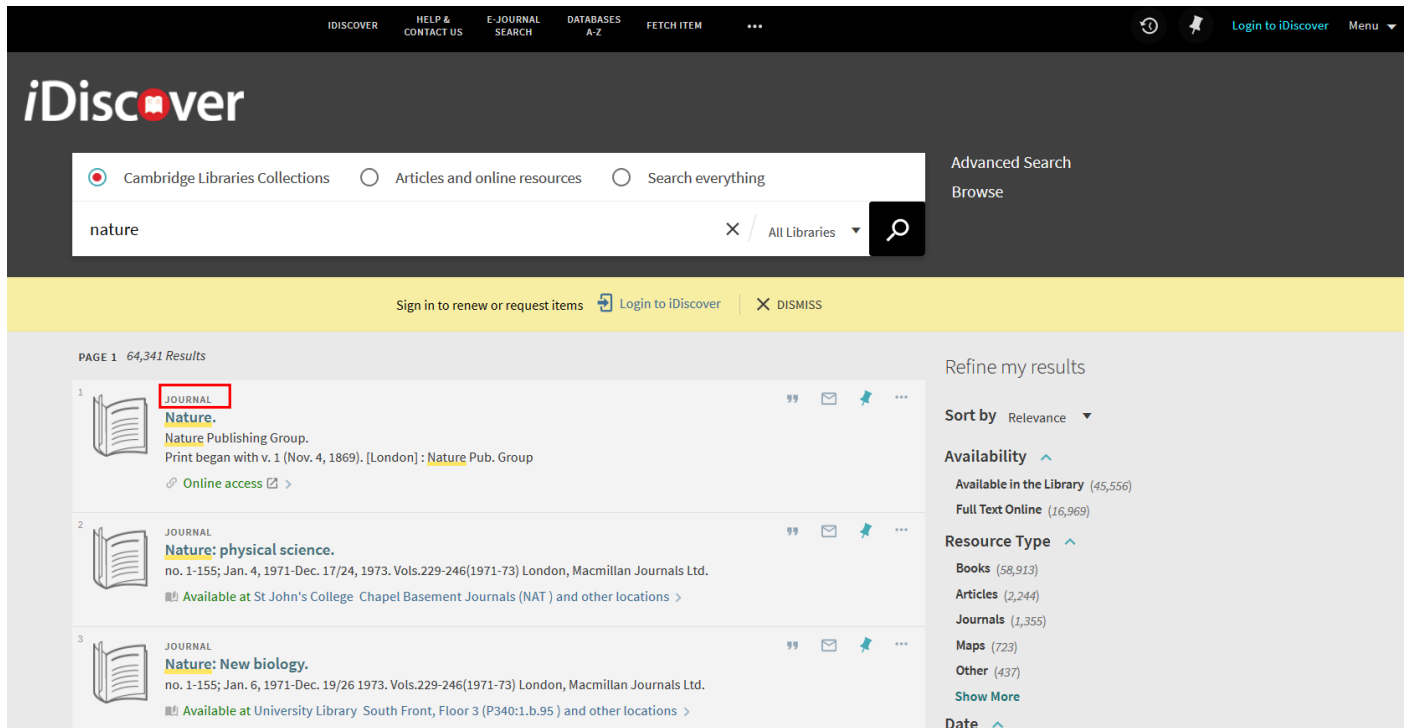 IDISCOVER
HELP &
CONTACT US
E-JOURNAL
SEARCH
DATABASES
A-Z
FETCH ITEM
Login to iDiscover
Menu
iDiscover
Cambridge Libraries Collections
Articles and online resources
Search everything
Advanced Search
Browse
nature
All Libraries
Sign in to renew or request items
Login to iDiscover
DISMISS
PAGE 1 64,341 Results
1
JOURNAL
Nature.
Nature Publishing Group.
Print began with v. 1 (Nov. 4, 1869). [London] : Nature Pub. Group
Online access
2
JOURNAL
Nature: physical science.
no. 1-155; Jan. 4, 1971-Dec. 17/24, 1973. Vols.229-246(1971-73) London, Macmillan Journals Ltd.
Available at St John's College Chapel Basement Journals (NAT ) and other locations
3
JOURNAL
Nature: New biology.
no. 1-155; Jan. 6, 1971-Dec. 19/26 1973. Vols.229-246(1971-73) London, Macmillan Journals Ltd.
Available at University Library South Front, Floor 3 (P340:1.b.95 ) and other locations
Refine my results
Sort by Relevance
Availability
Available in the Library (45,556)
Full Text Online (16,969)
Resource Type
Books (58,913)
Articles (2,244)
Journals (1,355)
Maps (723)
Other (437)
Show More
Date